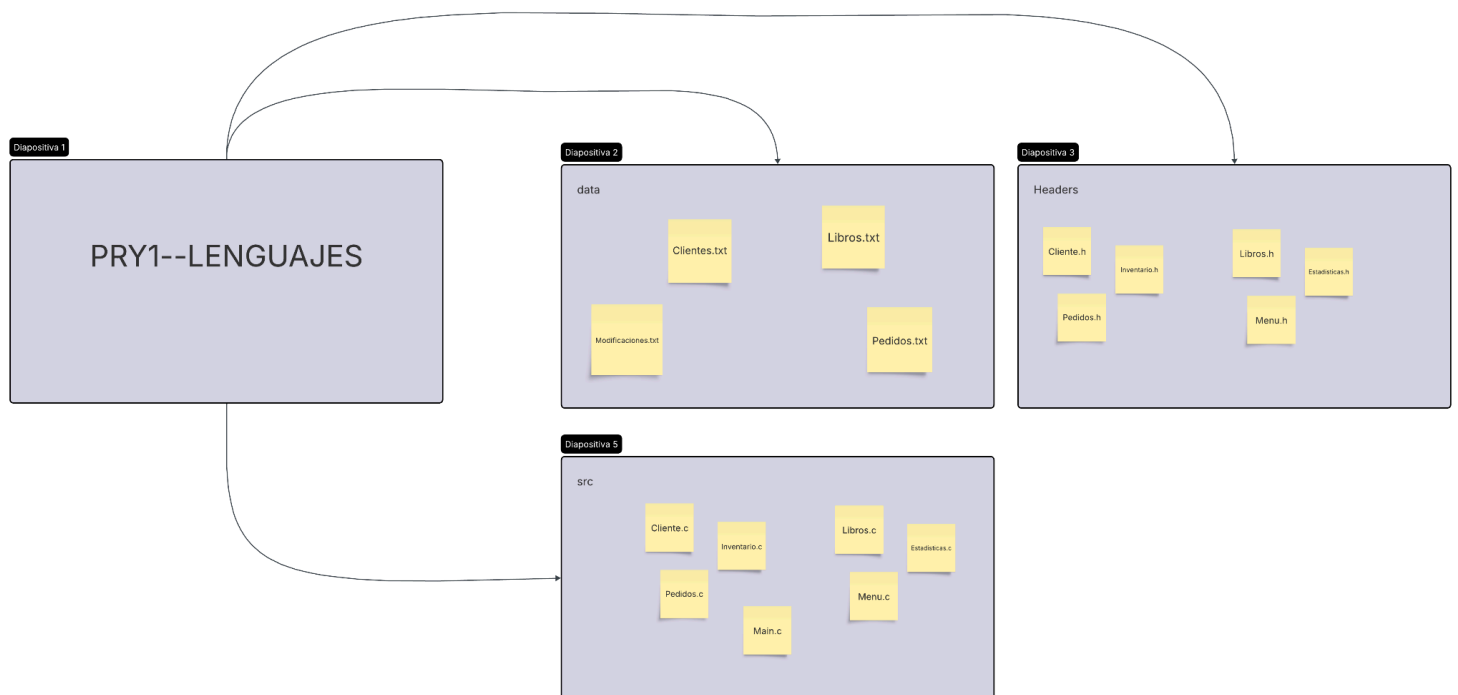 Diapositiva 1
PRY1--LENGUAJES
Diapositiva 2
data
Clientes.txt
Libros.txt
Modificaciones.txt
Pedidos.txt
Diapositiva 3
Headers
Cliente.h
Inventario.h
Libros.h
Estadisticas.h
Pedidos.h
Menu.h
Diapositiva 5
src
Cliente.c
Inventario.c
Libros.c
Estadisticas.c
Pedidos.c
Menu.c
Main.c